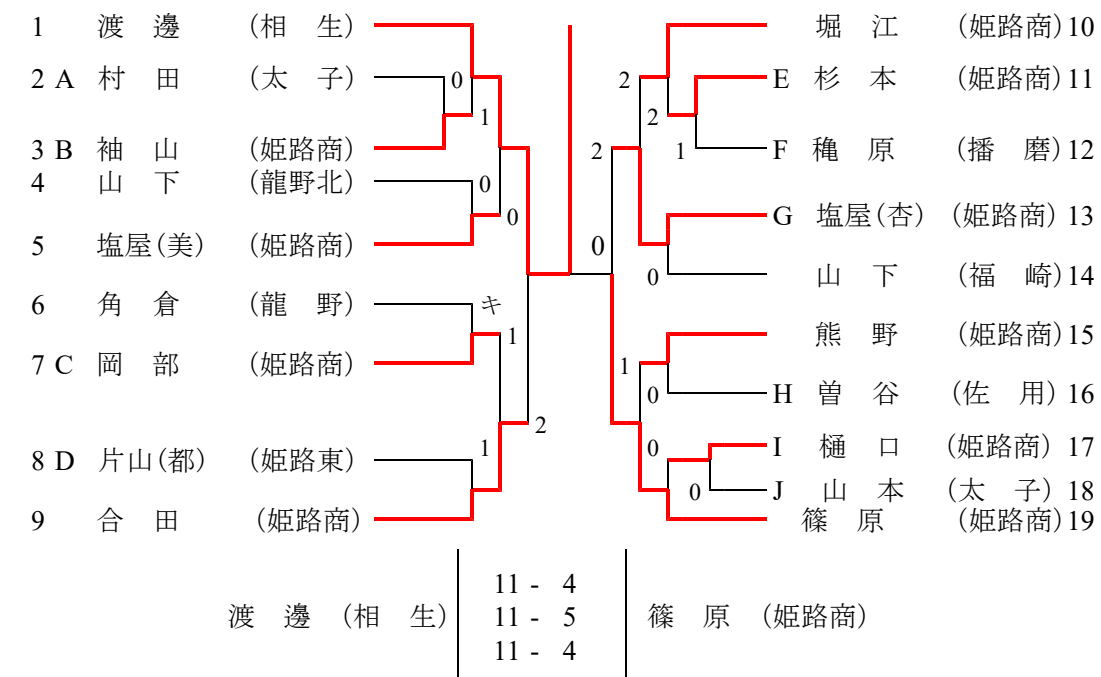 1 渡 邊 (相 生)
2 A 村 田 (太 子)
0
1
3 B 袖 山 (姫路商)
4 山 下 (龍野北)
0
0
5 塩屋(美) (姫路商)
6 角 倉 (龍 野)
キ
1
7 C 岡 部 (姫路商)
2
8 D 片山(都) (姫路東)
1
9 合 田 (姫路商)
堀 江 (姫路商)10
2
E 杉 本 (姫路商)11
2
1
F 穐 原 (播 磨)12
2
G 塩屋(杏) (姫路商)13
0
0
山 下 (福 崎)14
熊 野 (姫路商)15
1
0
H 曽 谷 (佐 用)16
0
I 樋 口 (姫路商)17
0
J 山 本 (太 子)18
篠 原 (姫路商)19
11 - 4
渡 邊 (相 生) 11 - 5 篠 原 (姫路商)
11 - 4